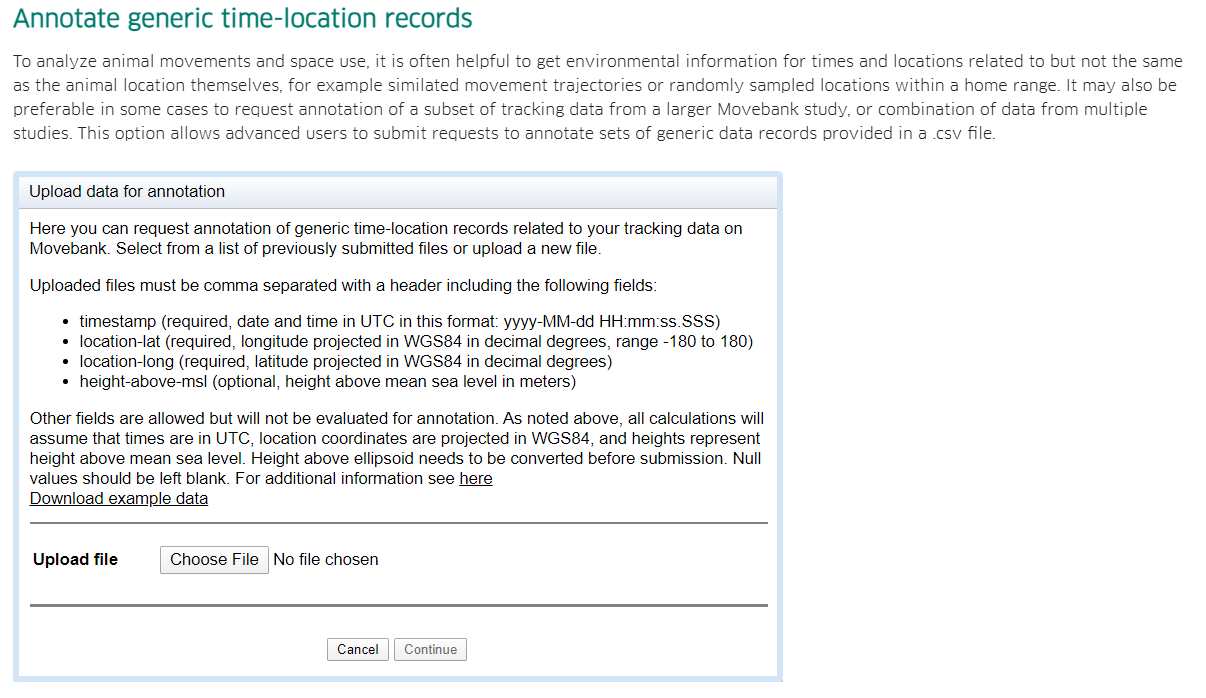 Annotate generic time-location records
To analyze animal movements and space use, it is often helpful to get environmental information for times and locations related to but not the same
as the animal location themselves, for example similated movement trajectories or randomly sampled locations within a home range. It may also be
preferable in some cases to request annotation of a subset of tracking data from a larger Movebank study, or combination of data from multiple
studies. This option allows advanced users to submit requests to annotate sets of generic data records provided in a .csv file.
Upload data for annotation
Here you can request annotation of generic time-location records related to your tracking data on
Movebank. Select from a list of previously submitted files or upload a new file.
Uploaded files must be comma separated with a header including the following fields:
• timestamp (required, date and time in UTC in this format: yyyy-MM-dd HH:mm:ss.SSS)
• location-lat (required, longitude projected in WGS84 in decimal degrees, range -180 to 180)
• location-long (required, latitude projected in WGS84 in decimal degrees)
• height-above-msl (optional, height above mean sea level in meters)
Other fields are allowed but will not be evaluated for annotation. As noted above, all calculations will
assume that times are in UTC, location coordinates are projected in WGS84, and heights represent
height above mean sea level. Height above ellipsoid needs to be converted before submission. Null
values should be left blank. For additional information see here
Download example data
Upload file Choose File No file chosen
Cancel Continue